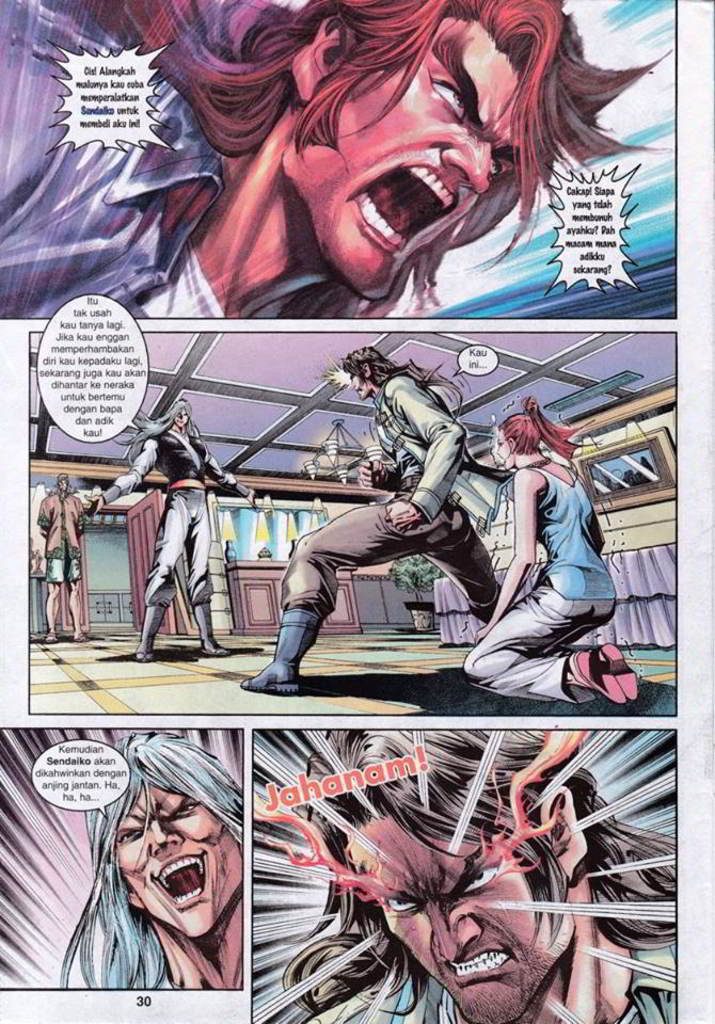 Cis! Alangkah
malunya kau cuba
memperalatkan
Sendaiko untuk
membeli aku ini!
Cakap! Siapa
yang telah
membunuh
ayahku? Dah
macam mana
adikku
sekarang?
Itu
tak usah
kau tanya lagi.
Jika kau enggan
memperhambakan
diri kau kepadaku lagi,
sekarang juga kau akan
dihantar ke neraka
untuk bertemu
dengan bapa
dan adik
kau!
Kau
ini...
Kemudian
Sendaiko akan
dikahwinkan dengan
anjing jantan. Ha,
ha, ha...
Jahanam!
30